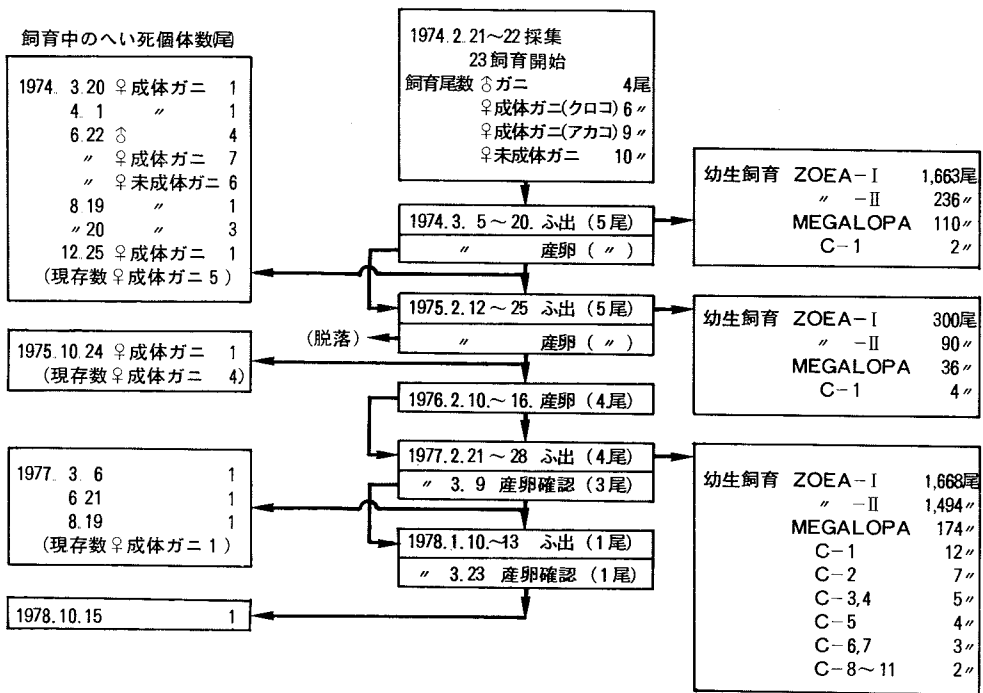 飼育中のへい死個体数(尾)
1974. 3.20 ♀成体ガニ 1
4. 1 〃 1
6.22 ♂ 4
〃 ♀成体ガニ 7
〃 ♀未成体ガニ 6
8 19 〃 1
〃20 〃 3
12.25 ♀成体ガニ 1
(現存数♀成体ガニ 5)
1975.10.24 ♀成体ガニ 1
(現存数♀成体ガニ 4)
1977. 3. 6 1
6 21 1
8.19 1
(現存数♀成体ガニ 1)
1978.10.15 1
1974.2.21~22 採集
23 飼育開始
飼育尾数 ♂ガニ 4尾
♀成体ガニ(クロコ) 6〃
♀成体ガニ(アカコ) 9〃
♀未成体ガニ 10〃
1974.3. 5~20. ふ出 (5尾)
〃 産卵 (〃)
1975.2.12~25 ふ出 (5尾)
(脱落)
〃 産卵 (〃)
1976.2.10.~16. 産卵 (4尾)
1977.2.21~28 ふ出 (4尾)
〃 3. 9 産卵確認 (3尾)
1978.1.10.~13 ふ出 (1尾)
〃 3.23 産卵確認 (1尾)
幼生飼育 ZOEA-I 1,663尾
〃 -II 236〃
MEGALOPA 110〃
C-1 2〃
幼生飼育 ZOEA-I 300尾
〃 -II 90〃
MEGALOPA 36〃
C-1 4〃
幼生飼育 ZOEA-I 1,668尾
〃 -II 1,494〃
MEGALOPA 174〃
C-1 12〃
C-2 7〃
C-3,4 5〃
C-5 4〃
C-6,7 3〃
C-8~11 2〃